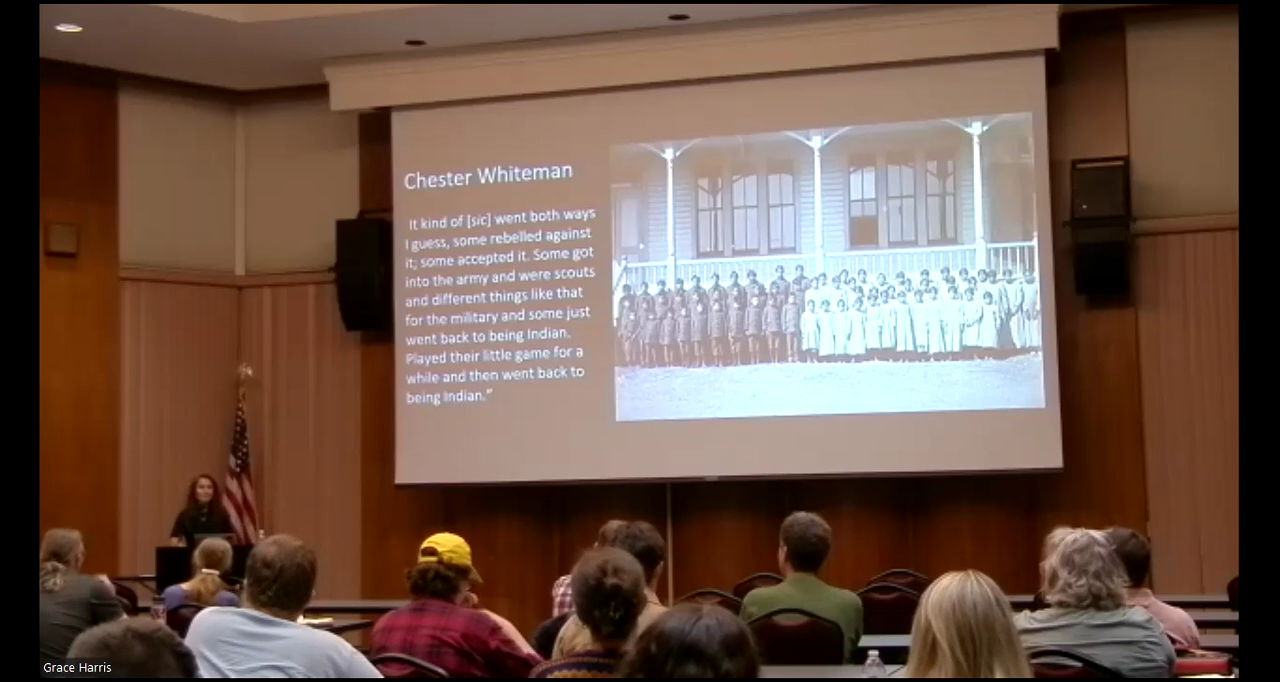 Chester Whiteman
It kind of [sic] went both ways
I guess, some rebelled against
it; some accepted it. Some got
into the army and were scouts
and different things like that
for the military and some just
went back to being Indian.
Played their little game for a
while and then went back to
being Indian."
Grace Harris